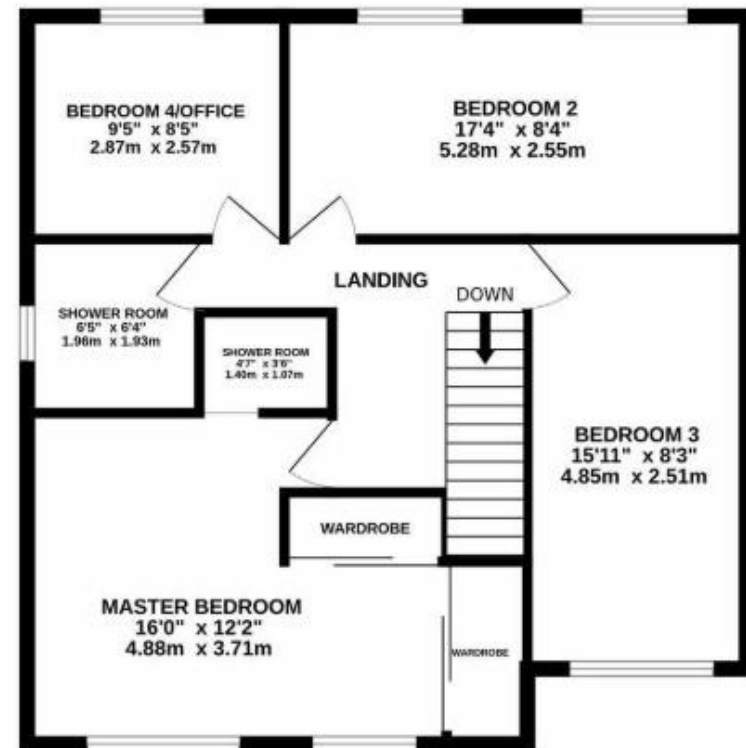 BEDROOM 4/OFFICE
9'5" x 8'5"
2.87m x 2.57m
BEDROOM 2
17'4" x 8'4"
5.28m x 2.55m
LANDING
DOWN
SHOWER ROOM
6'5" x 6'4"
1.96m x 1.93m
SHOWER ROOM
4'7" x 3'6"
1.40m x 1.07m
BEDROOM 3
15'11" x 8'3"
4.85m x 2.51m
WARDROBE
MASTER BEDROOM
16'0" x 12'2"
4.88m x 3.71m
WARDROBE